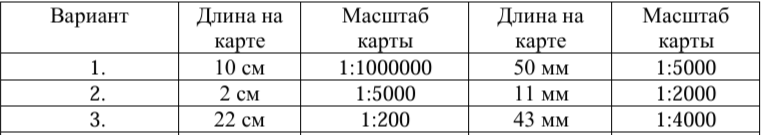 Вариант Длина на карте Масштаб карты Длина на карте Масштаб карты
1. 10 см 1:1000000 50 мм 1:5000
2. 2 см 1:5000 11 мм 1:2000
3. 22 см 1:200 43 мм 1:4000